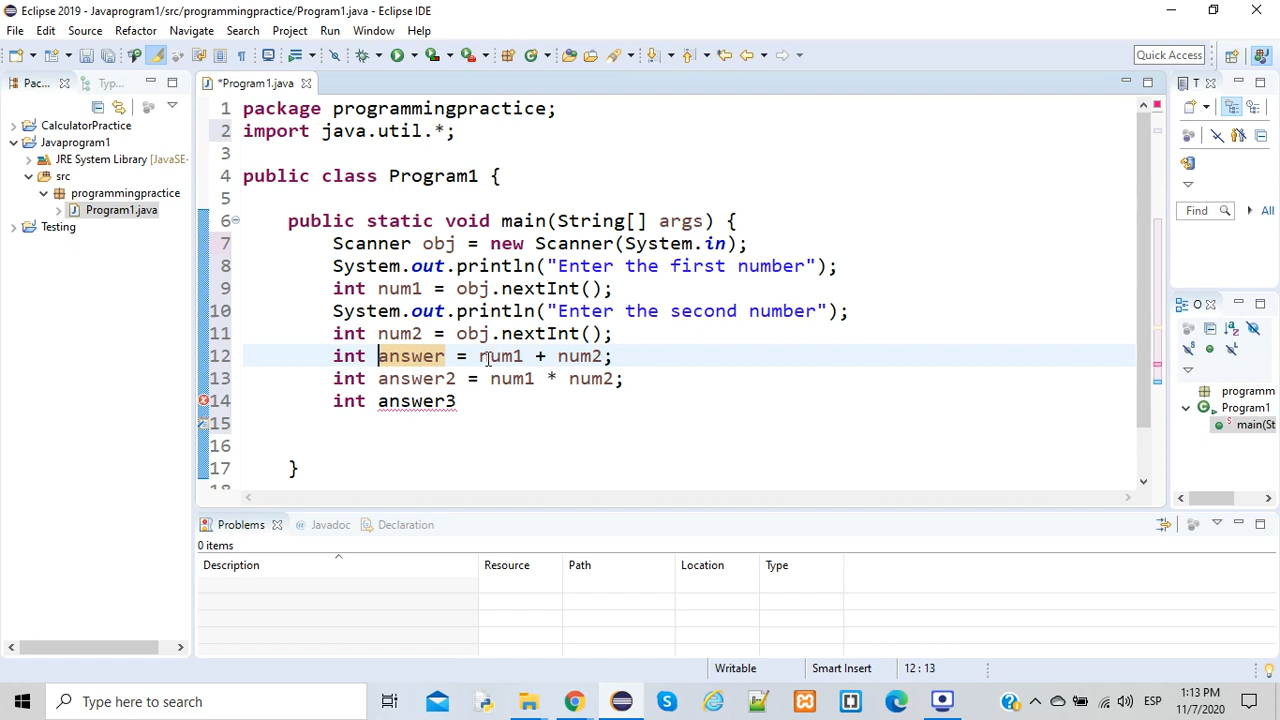 Eclipse 2019 - Javaprogram1/src/programmingpractice/Program1.java - Eclipse IDE
File Edit Source Refactor Navigate Search Project Run Window Help
Quick Access
Pac... Typ... *Program1.java T
CalculatorPractice
Javaprogram1
JRE System Library [JavaSE-
src
programmingpractice
Program1.java
Testing
1 package programmingpractice;
2 import java.util.*;
3
4 public class Program1 {
5
6 public static void main(String[] args) {
7 Scanner obj = new Scanner(System.in);
8 System.out.println("Enter the first number");
9 int num1 = obj.nextInt();
10 System.out.println("Enter the second number");
11 int num2 = obj.nextInt();
12 int answer = num1 + num2;
13 int answer2 = num1 * num2;
14 int answer3
15
16
17 }
18
Find All
O
programm
Program1
main(St
Problems @ Javadoc Declaration
0 items
Description Resource Path Location Type
Writable Smart Insert 12 : 13
Type here to search
ESP
1:13 PM
11/7/2020